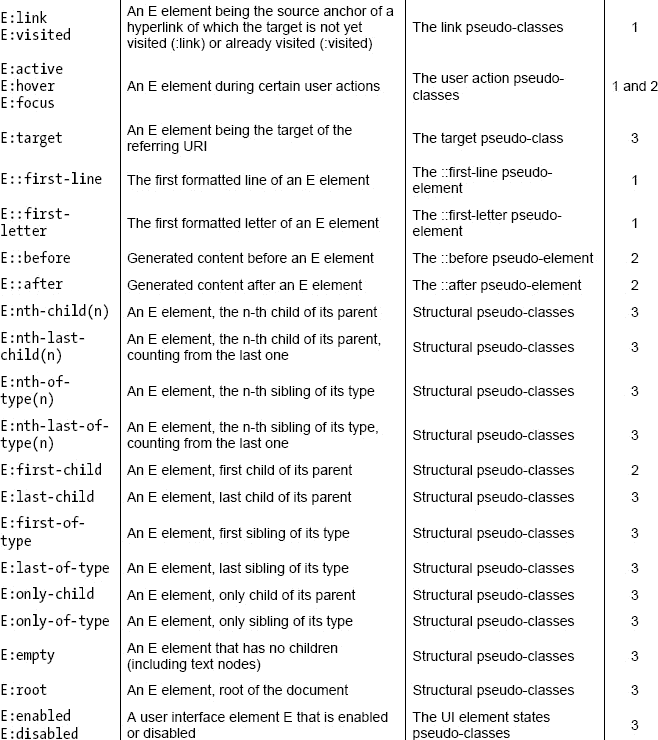 E:link
E:visited
An E element being the source anchor of a
hyperlink of which the target is not yet
visited (:link) or already visited (:visited)
The link pseudo-classes
1
E:active
E:hover
E:focus
An E element during certain user actions
The user action pseudo-
classes
1 and 2
E:target
An E element being the target of the
referring URI
The target pseudo-class
3
E::first-line
The first formatted line of an E element
The ::first-line pseudo-
element
1
E::first-
letter
The first formatted letter of an E element
The ::first-letter pseudo-
element
1
E::before
Generated content before an E element
The ::before pseudo-element
2
E::after
Generated content after an E element
The ::after pseudo-element
2
E:nth-child(n)
An E element, the n-th child of its parent
Structural pseudo-classes
3
E:nth-last-
child(n)
An E element, the n-th child of its parent,
counting from the last one
Structural pseudo-classes
3
E:nth-of-
type(n)
An E element, the n-th sibling of its type
Structural pseudo-classes
3
E:nth-last-of-
type(n)
An E element, the n-th sibling of its type,
counting from the last one
Structural pseudo-classes
3
E:first-child
An E element, first child of its parent
Structural pseudo-classes
2
E:last-child
An E element, last child of its parent
Structural pseudo-classes
3
E:first-of-
type
An E element, first sibling of its type
Structural pseudo-classes
3
E:last-of-type
An E element, last sibling of its type
Structural pseudo-classes
3
E:only-child
An E element, only child of its parent
Structural pseudo-classes
3
E:only-of-type
An E element, only sibling of its type
Structural pseudo-classes
3
E:empty
An E element that has no children
(including text nodes)
Structural pseudo-classes
3
E:root
An E element, root of the document
Structural pseudo-classes
3
E:enabled
E:disabled
A user interface element E that is enabled
or disabled
The UI element states
pseudo-classes
3